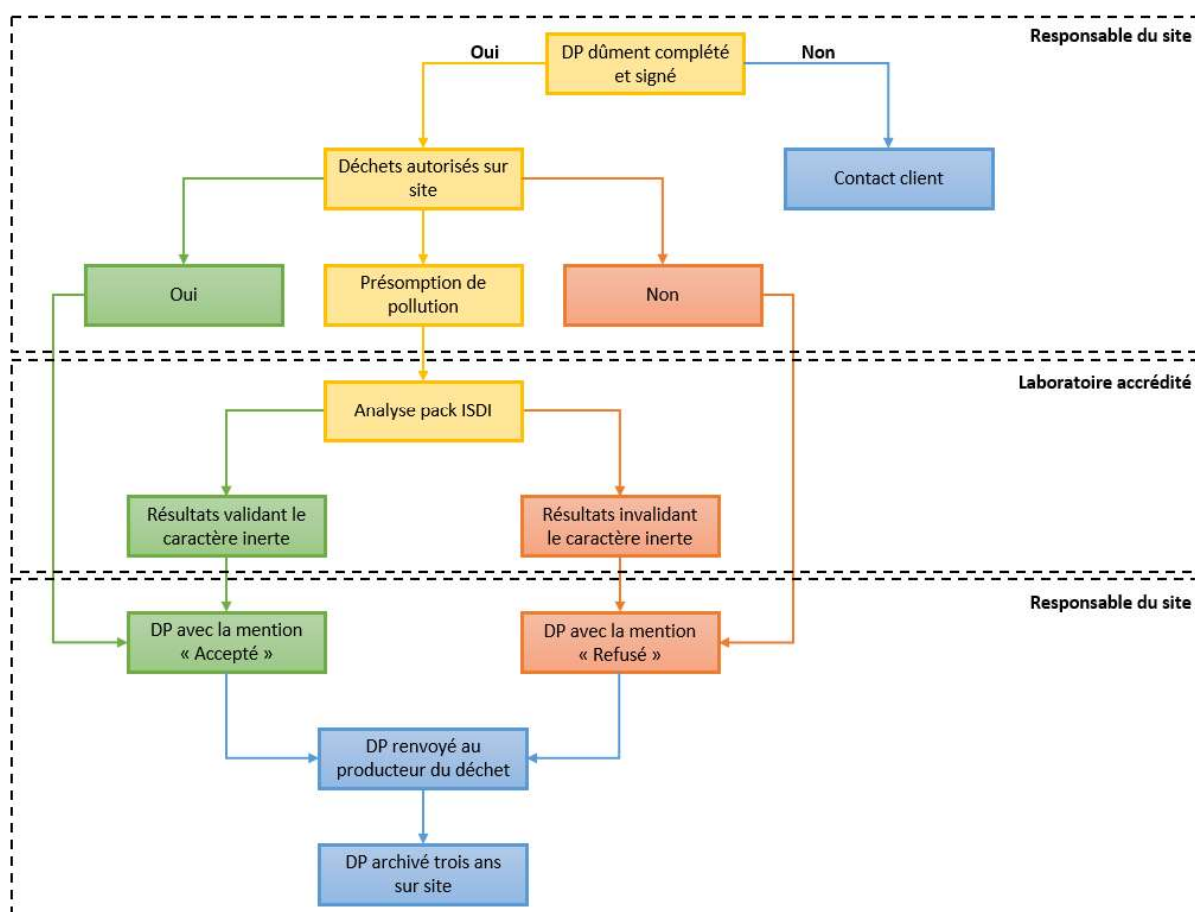 Responsable du site
Oui
DP dûment complété
et signé
Non
Déchets autorisés sur
site
Contact client
Oui
Présomption de
pollution
Non
Laboratoire accrédité
Analyse pack ISDI
Résultats validant le
caractère inerte
Résultats invalidant
le caractère inerte
Responsable du site
DP avec la mention
« Accepté »
DP avec la mention
« Refusé »
DP renvoyé au
producteur du déchet
DP archivé trois ans
sur site